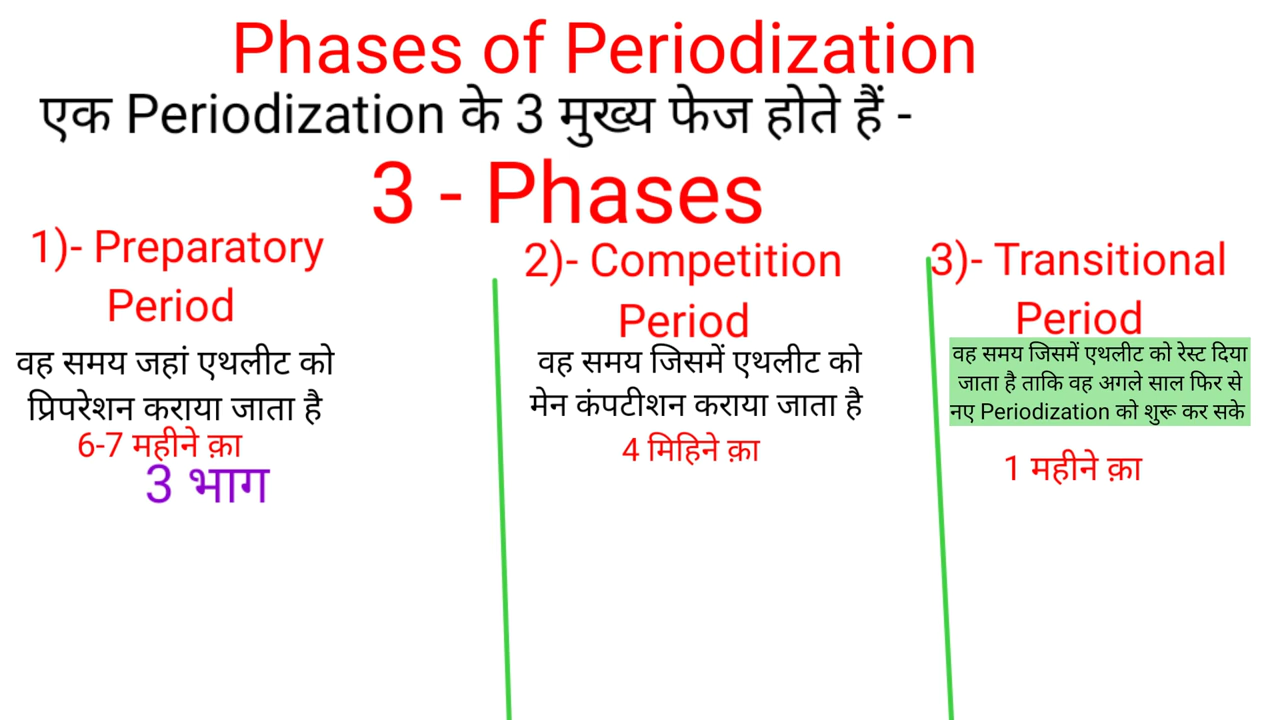 Phases of Periodization
एक Periodization के 3 मुख्य फेज होते हैं -
3 - Phases
1)- Preparatory
Period
वह समय जहां एथलीट को
प्रिपरेशन कराया जाता है
6-7 महीने क़ा
3 भाग
2)- Competition
Period
वह समय जिसमें एथलीट को
मेन कंपटीशन कराया जाता है
4 मिहिने क़ा
3)- Transitional
Period
वह समय जिसमें एथलीट को रेस्ट दिया
जाता है ताकि वह अगले साल फिर से
नए Periodization को शुरू कर सके
1 महीने क़ा